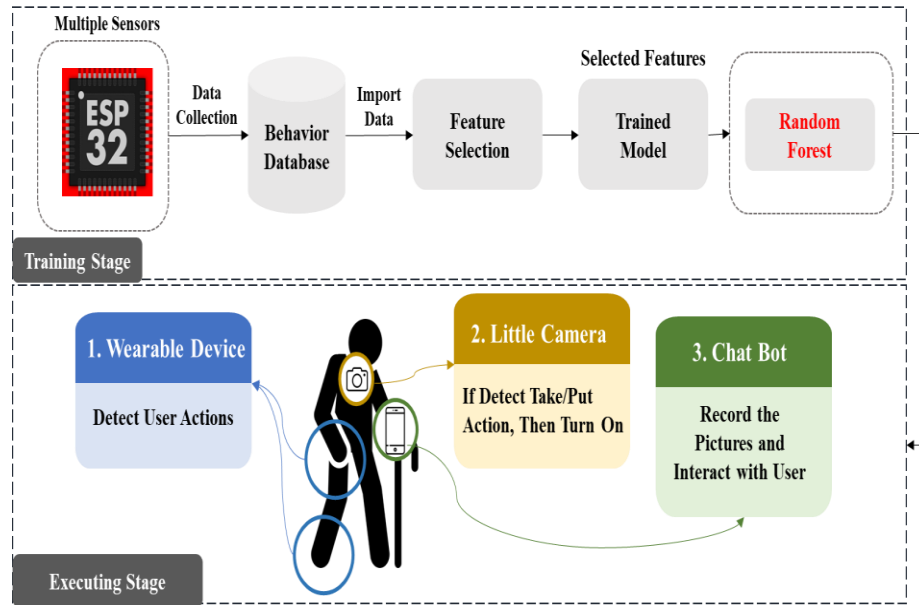 Multiple Sensors
ESP
32
Data
Collection
Behavior
Database
Import
Data
Feature
Selection
Selected Features
Trained
Model
Random
Forest
Training Stage
1. Wearable Device
Detect User Actions
2. Little Camera
If Detect Take/Put
Action, Then Turn On
3. Chat Bot
Record the
Pictures and
Interact with User
Executing Stage